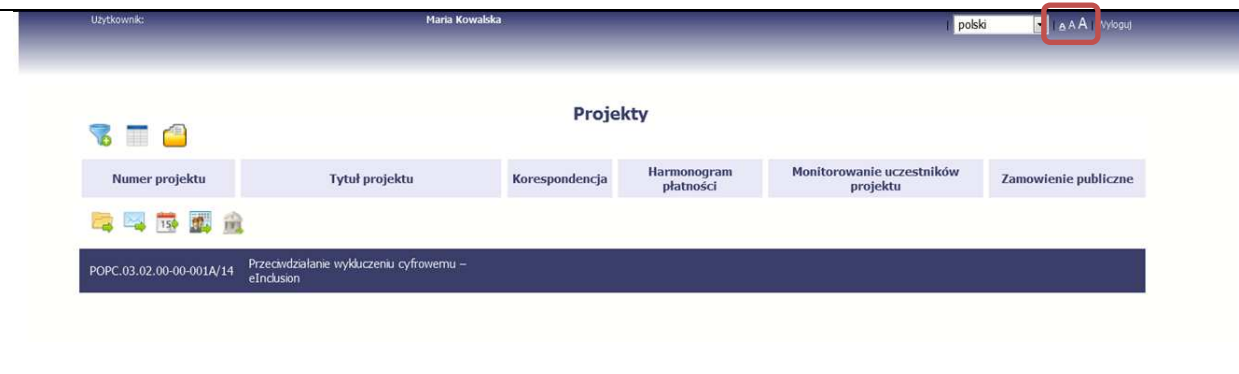 Użytkownik: Maria Kowalska | polski | A A A | Wyloguj
Projekty
Numer projektu Tytuł projektu Korespondencja Harmonogram płatności Monitorowanie uczestników projektu Zamowienie publiczne
15
POPC.03.02.00-00-001A/14 Przeciwdziałanie wykluczeniu cyfrowemu –
eInclusion